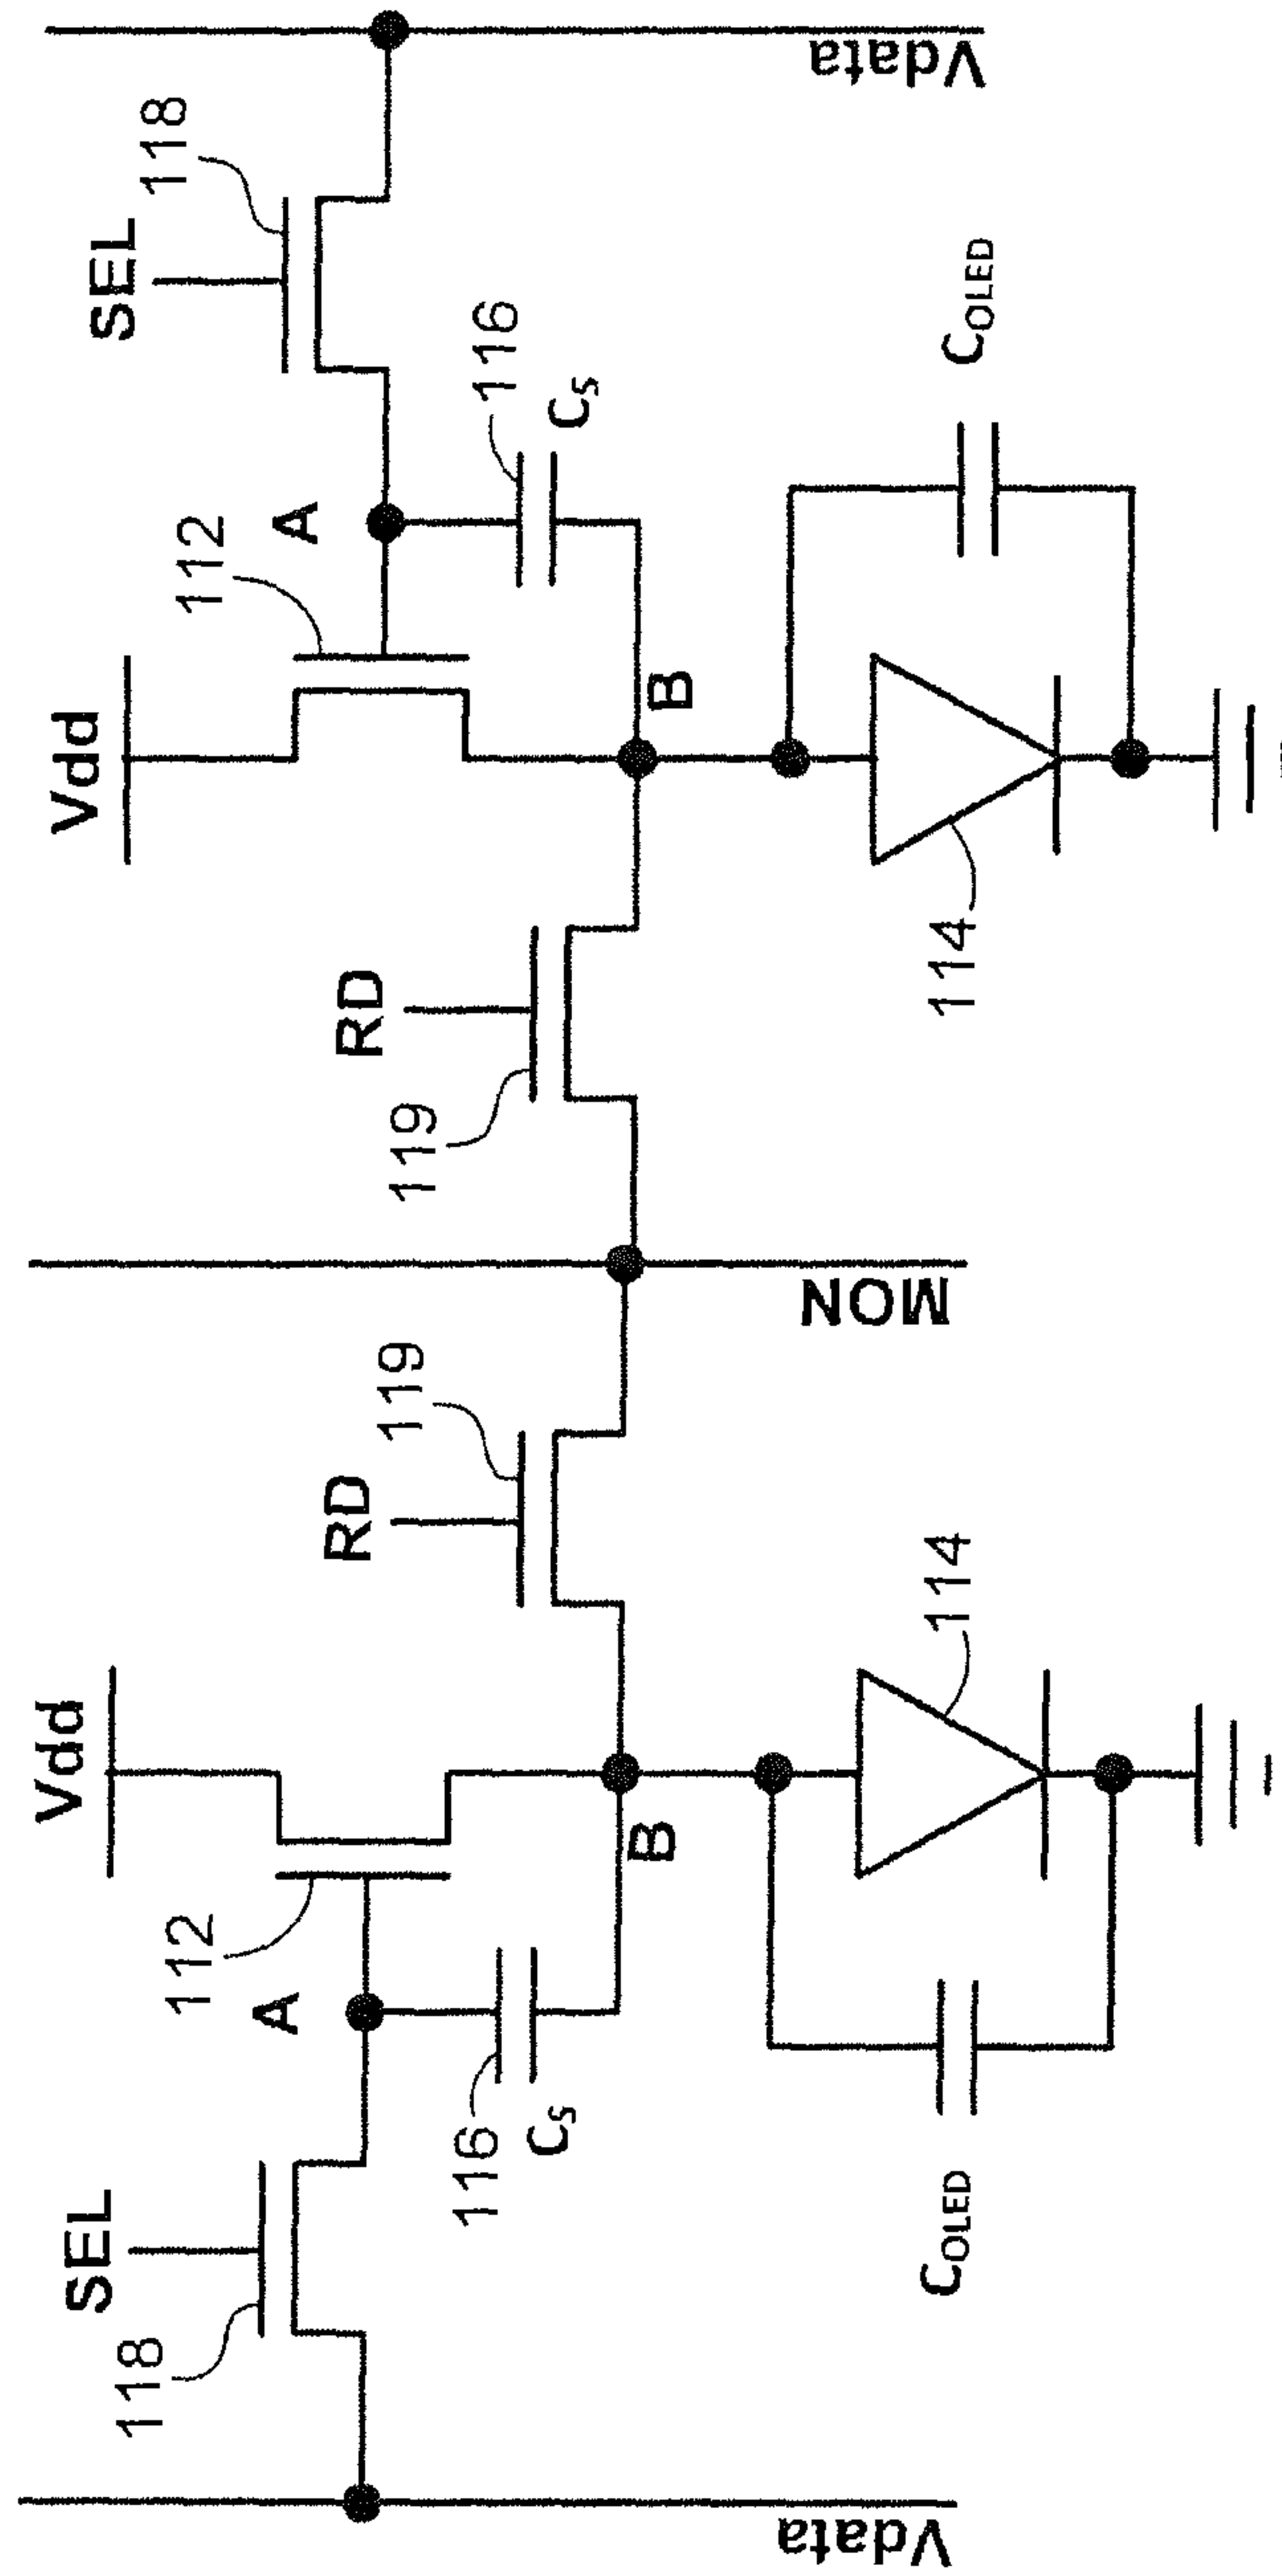 Vdd Vdd
SEL SEL
118 112 112 118
A A
RD RD
119 119
116 116
Cs Cs
B B
Vdata MON Vdata
114 114
COLED COLED